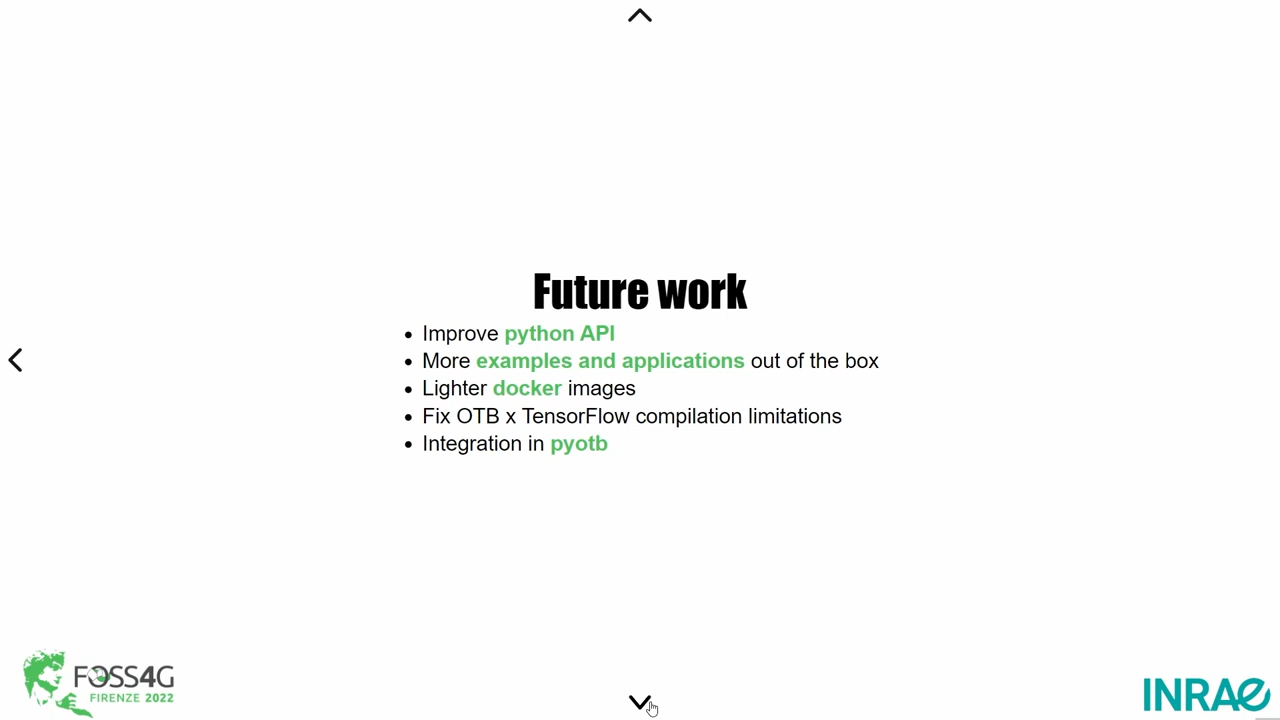 Future work
Improve python API
More examples and applications out of the box
Lighter docker images
Fix OTB x TensorFlow compilation limitations
Integration in pyotb
FOSS4G
FIRENZE 2022
INRAE